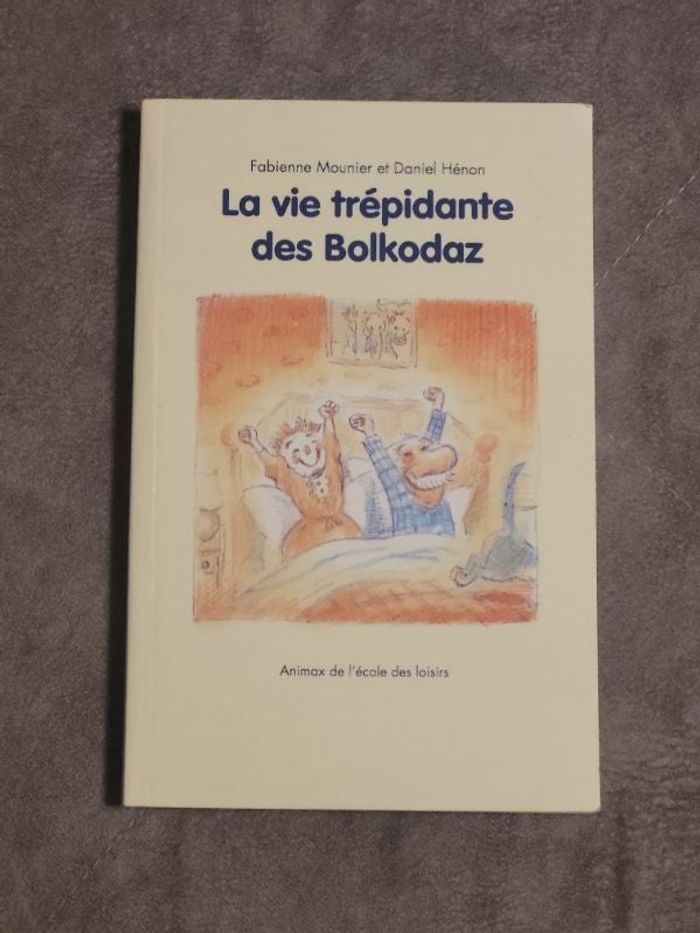 Fabienne Mounier et Daniel Hénon
La vie trépidante
des Bolkodaz
Animax de l'école des loisirs